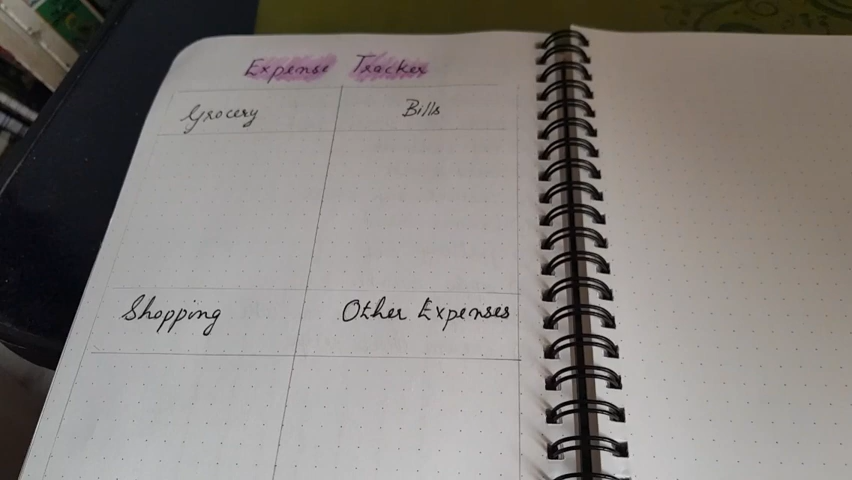 Expense Tracker
Grocery
Bills
Shopping
Other Expenses